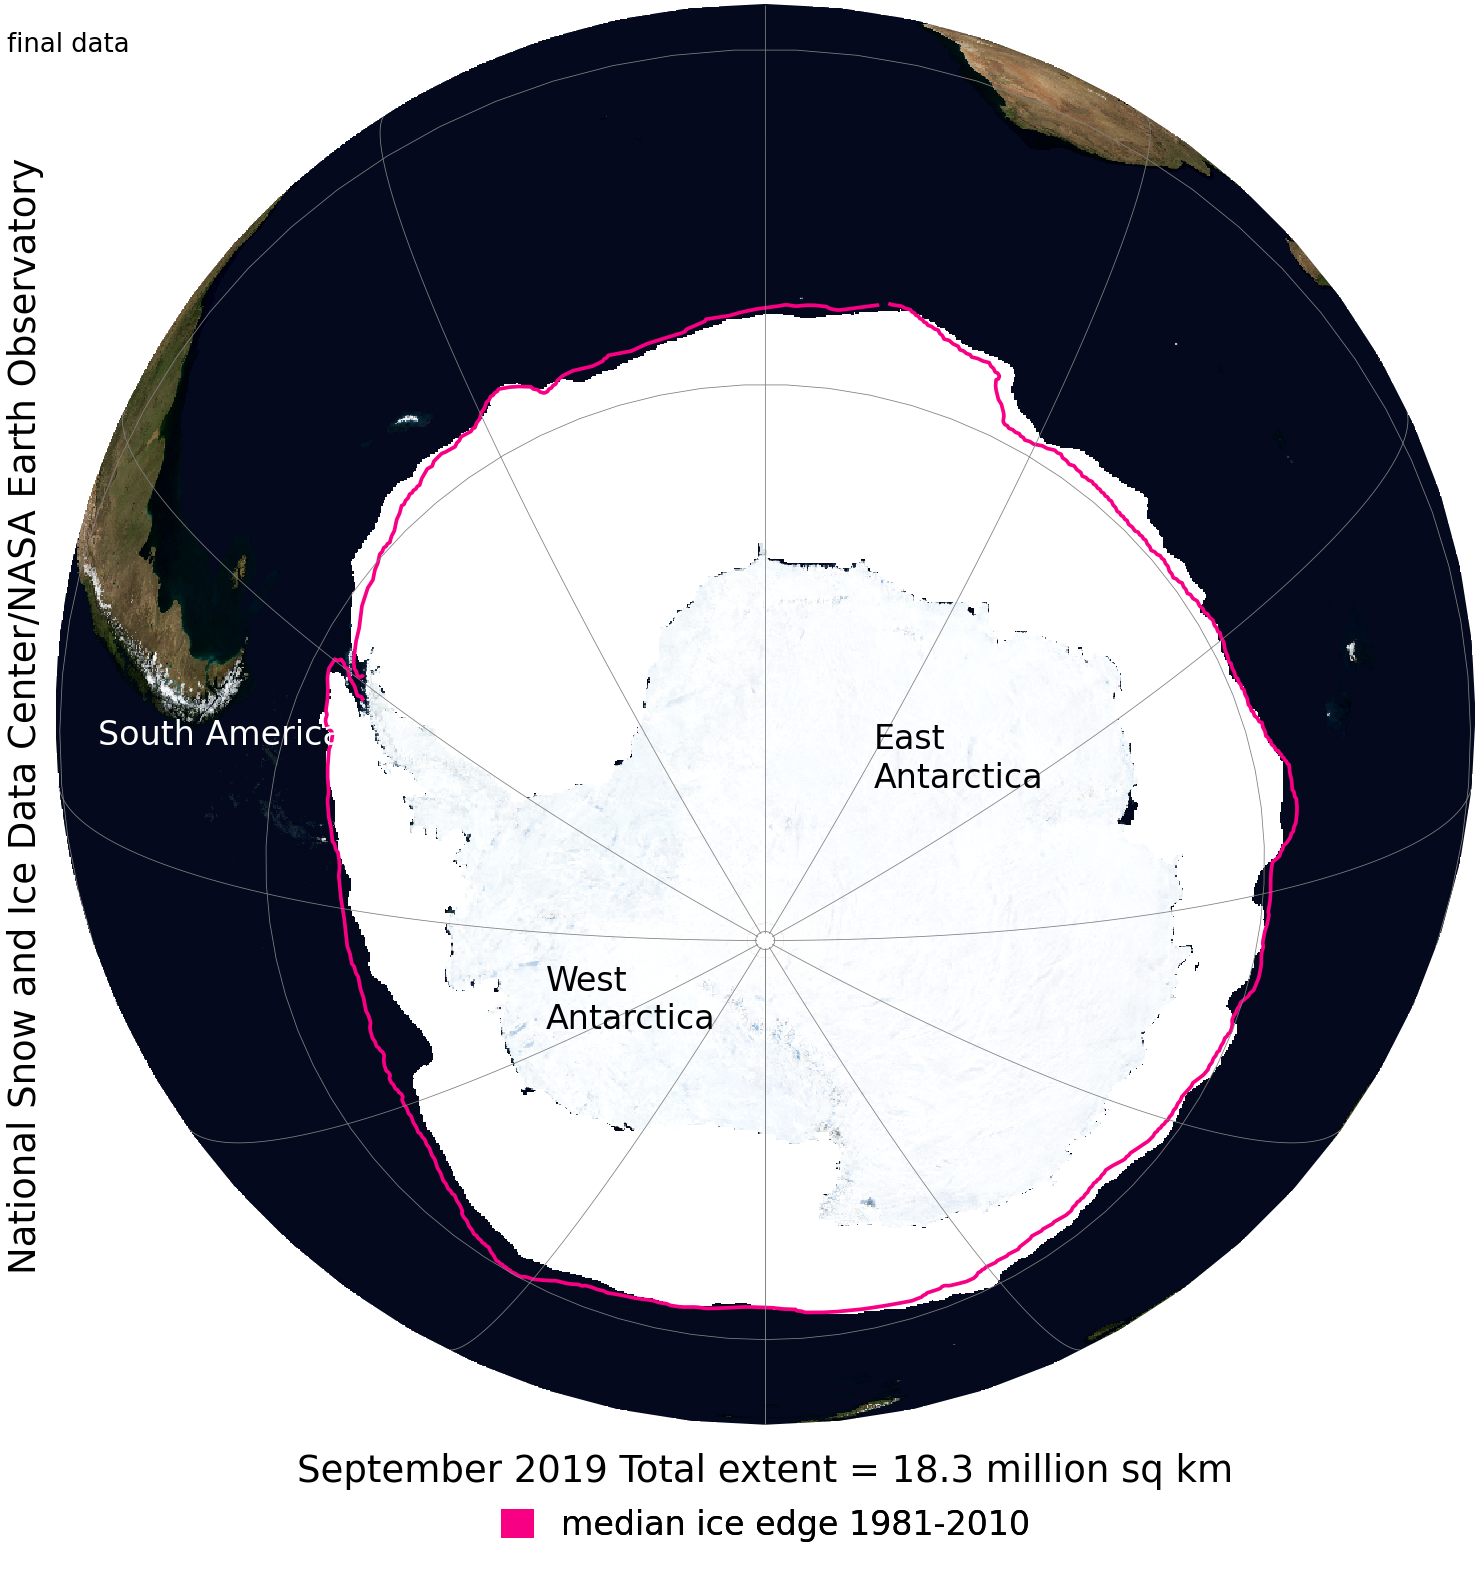 final data
National Snow and Ice Data Center/NASA Earth Observatory
South America
East
Antarctica
West
Antarctica
September 2019 Total extent = 18.3 million sq km
median ice edge 1981-2010